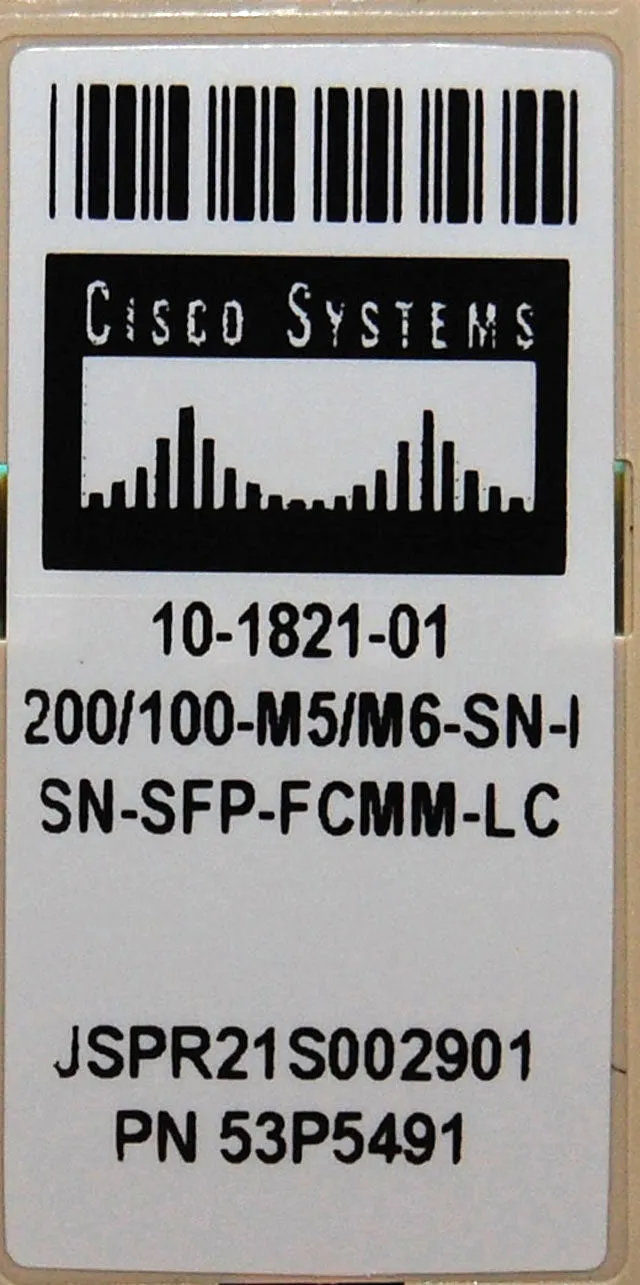 CISCO SYSTEMS
10-1821-01
200/100-M5/M6-SN-I
SN-SFP-FCMM-LC
JSPR21S002901
PN 53P5491